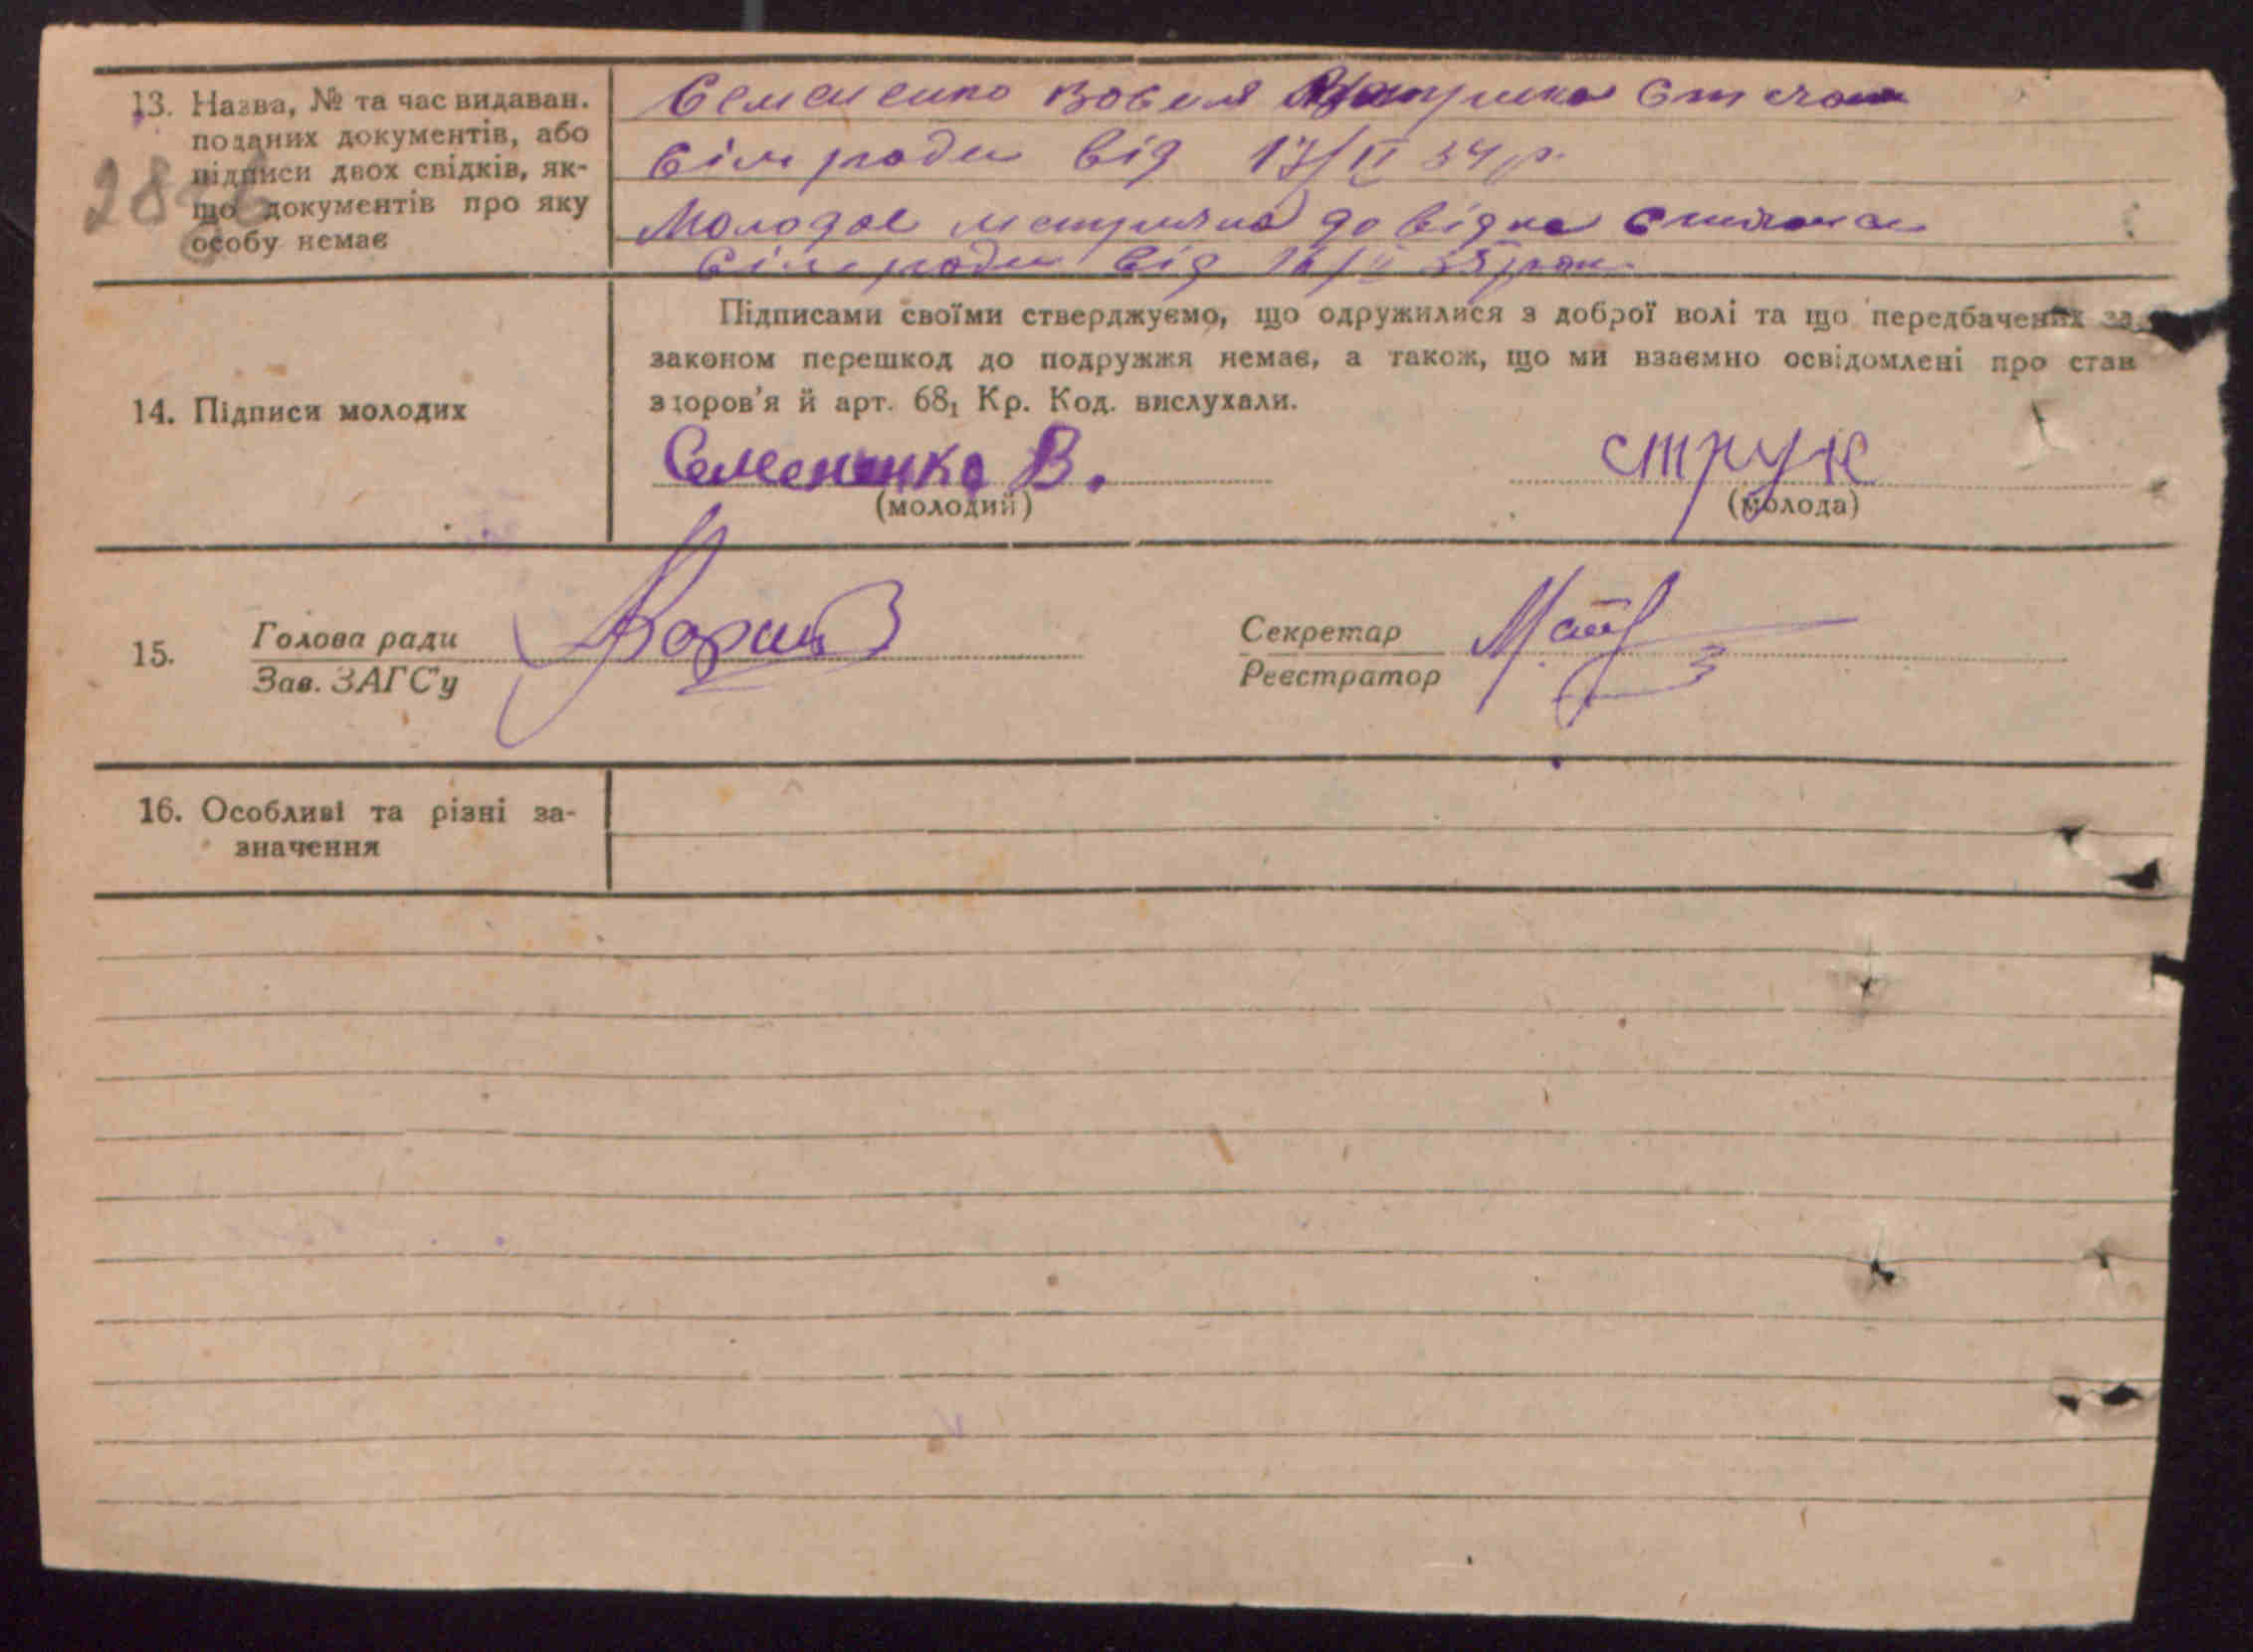 13. Назва, № та час видаван.
поданих документів, або
підписи двох свідків, як-
що документів про яку
особу немає
Семененко
Сільради від 17/II 34 р.
Молодої довідка
Сільради від
14. Підписи молодих
Підписами своїми стверджуємо, що одружилися з доброї волі та що передбачених за
законом перешкод до подружжя немає, а також, що ми взаємно освідомлені про стан
здоров'я й арт. 68₁ Кр. Код. вислухали.
Семененко В. струк
(молодий) (молода)
15. Голова ради Секретар
Зав. ЗАГС'у Реєстратор
16. Особливі та різні за-
значення